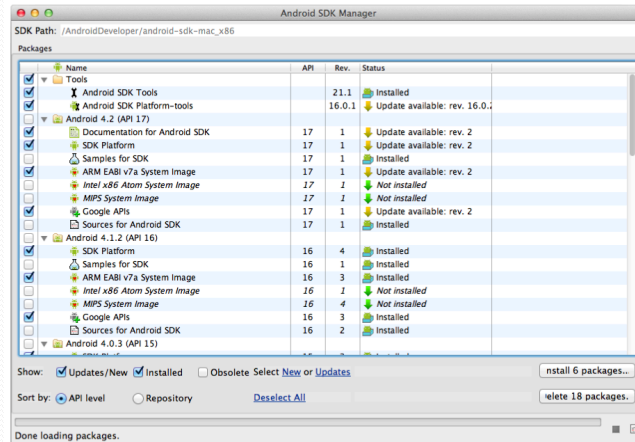 Android SDK Manager
SDK Path: /AndroidDeveloper/android-sdk-mac_x86
Packages
Name API Rev. Status
Tools
Android SDK Tools 21.1 Installed
Android SDK Platform-tools 16.0.1 Update available: rev. 16.0.2
Android 4.2 (API 17)
Documentation for Android SDK 17 1 Update available: rev. 2
SDK Platform 17 1 Update available: rev. 2
Samples for SDK 17 1 Installed
ARM EABI v7a System Image 17 1 Update available: rev. 2
Intel x86 Atom System Image 17 1 Not installed
MIPS System Image 17 1 Not installed
Google APIs 17 1 Update available: rev. 2
Sources for Android SDK 17 1 Installed
Android 4.1.2 (API 16)
SDK Platform 16 4 Installed
Samples for SDK 16 1 Installed
ARM EABI v7a System Image 16 3 Installed
Intel x86 Atom System Image 16 1 Not installed
MIPS System Image 16 4 Not installed
Google APIs 16 3 Installed
Sources for Android SDK 16 2 Installed
Android 4.0.3 (API 15)
Show: Updates/New Installed Obsolete Select New or Updates nstall 6 packages...
Sort by: API level Repository Deselect All elete 18 packages.
Done loading packages.